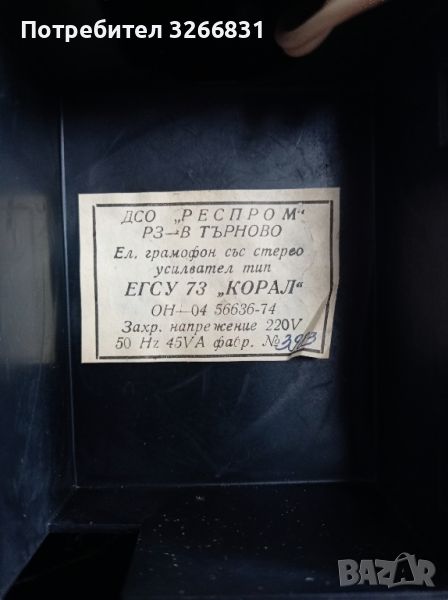 Потребител 3266831
ДСО „РЕСПРОМ“
РЗ-В ТЪРНОВО
Ел. грамофон със стерео
усилвател тип
ЕГСУ 73 „КОРАЛ“
ОН-04 56636-74
Захр. напрежение 220V
50 Hz 45VA фабр. №
BAZAR